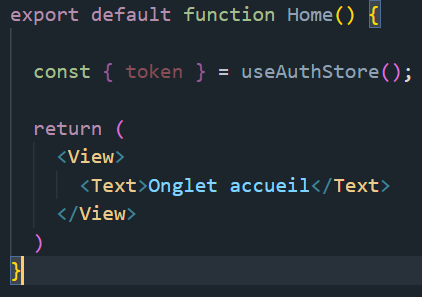 export default function Home() {
const { token } = useAuthStore();
return (
<View>
<Text>Onglet accueil</Text>
</View>
)
}